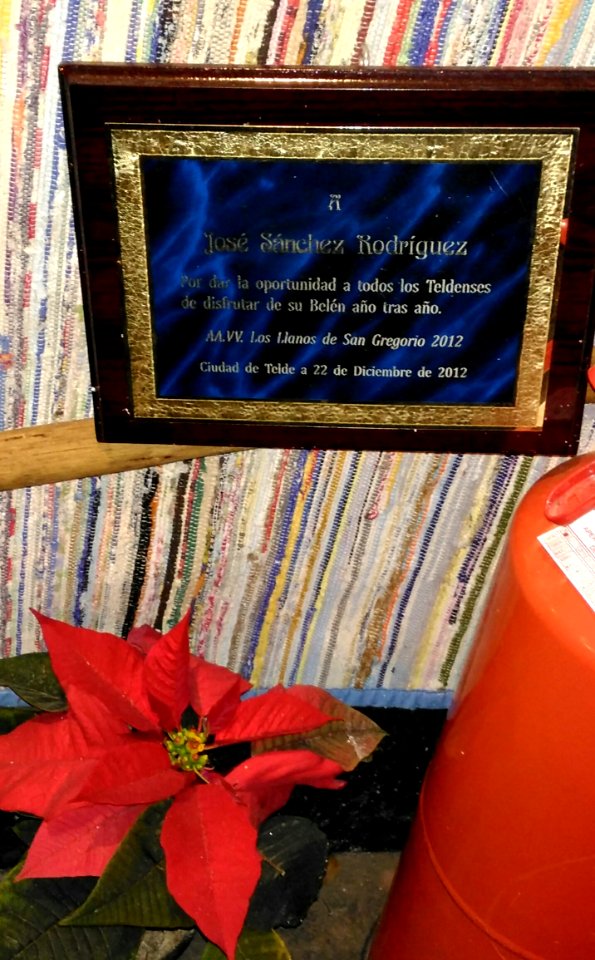 A
José Sánchez Rodríguez
Por dar la oportunidad a todos los Teldenses
de disfrutar de su Belén año tras año.
AA.VV. Los Llanos de San Gregorio 2012
Ciudad de Telde a 22 de Diciembre de 2012